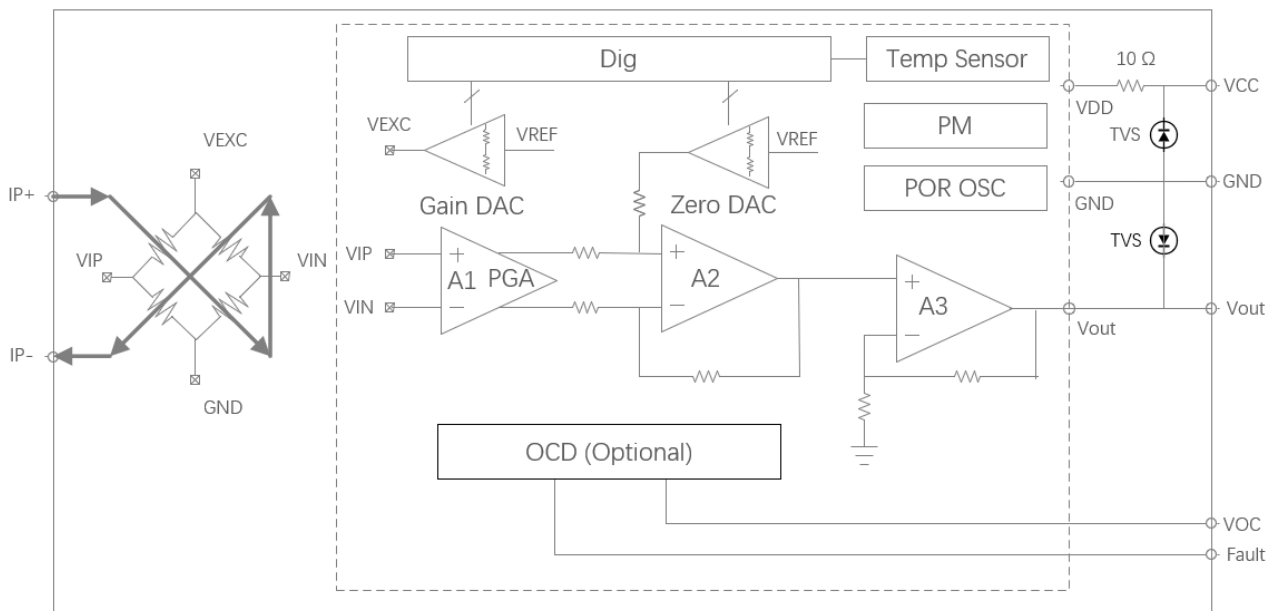 Dig
Temp Sensor
10 Ω
VCC
VDD
VEXC
VREF
VREF
PM
TVS
VEXC
POR OSC
IP+
Gain DAC
Zero DAC
GND
GND
VIP
VIN
VIP
A1
PGA
A2
A3
TVS
VIN
Vout
Vout
IP-
GND
OCD (Optional)
VOC
Fault